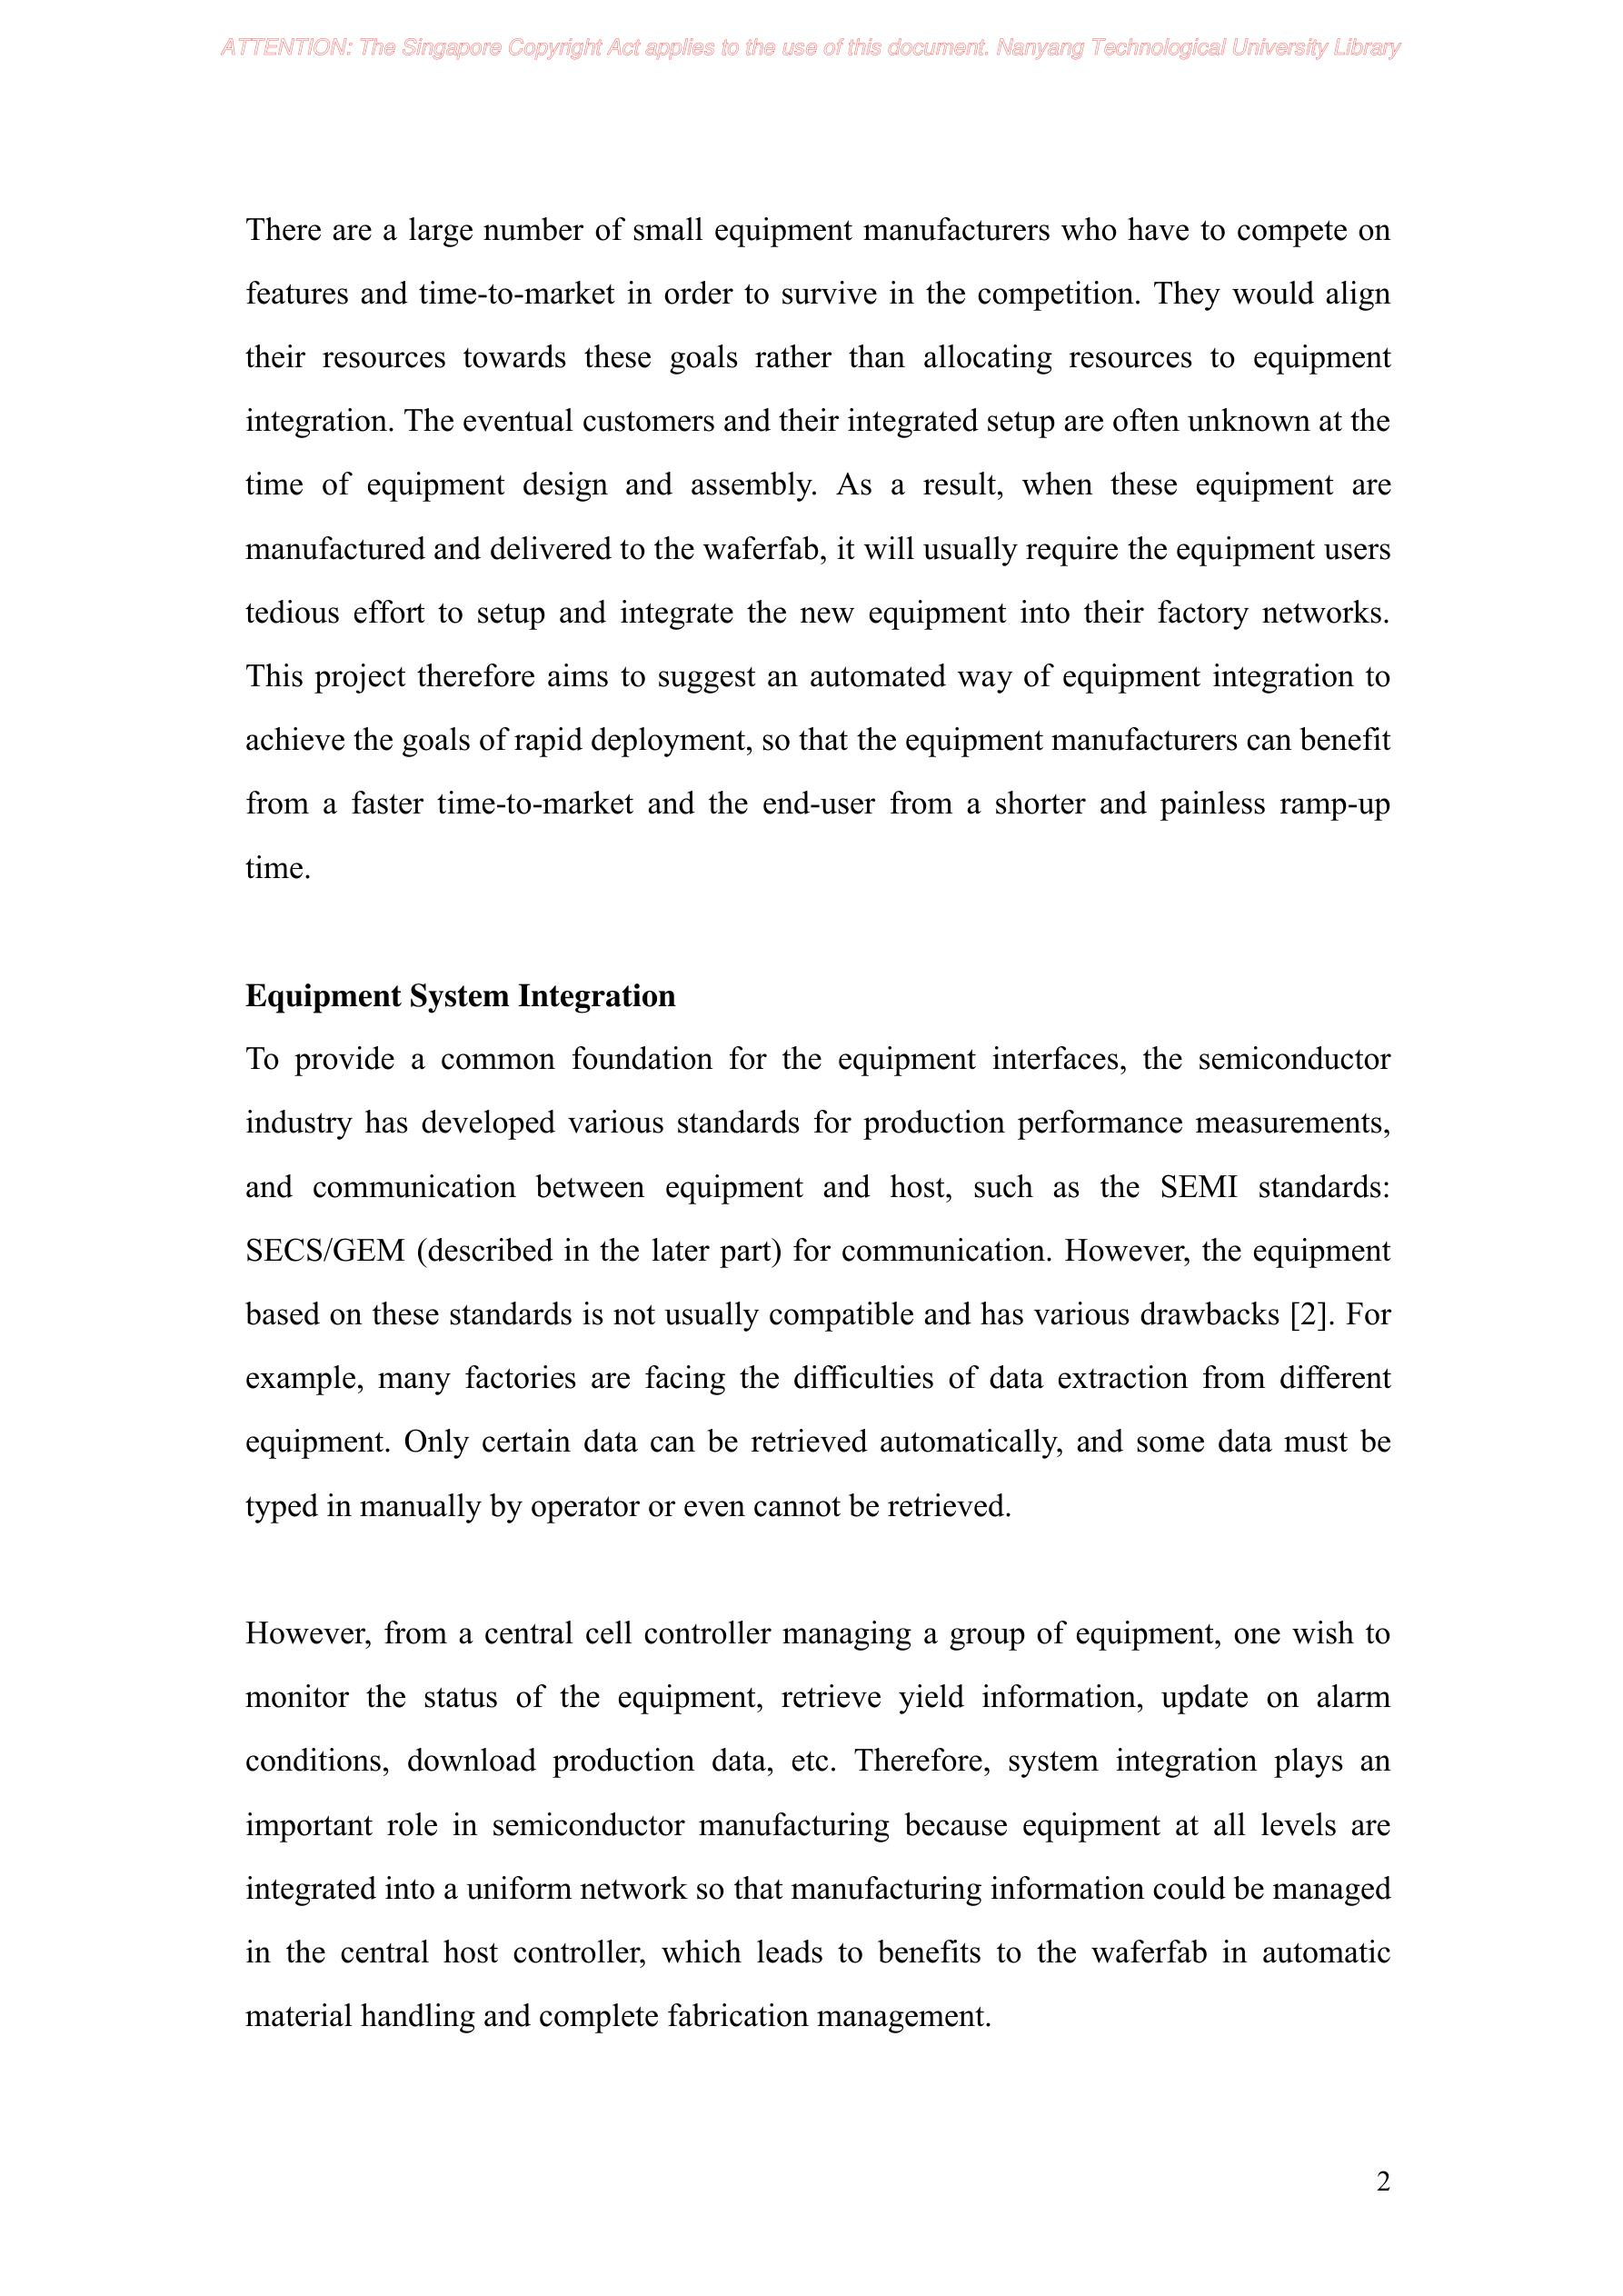 ATTENTION: The Singapore Copyright Act applies to the use of this document. Nanyang Technological University Library
There are a large number of small equipment manufacturers who have to compete on
features and time-to-market in order to survive in the competition. They would align
their resources towards these goals rather than allocating resources to equipment
integration. The eventual customers and their integrated setup are often unknown at the
time of equipment design and assembly. As a result, when these equipment are
manufactured and delivered to the waferfab, it will usually require the equipment users
tedious effort to setup and integrate the new equipment into their factory networks.
This project therefore aims to suggest an automated way of equipment integration to
achieve the goals of rapid deployment, so that the equipment manufacturers can benefit
from a faster time-to-market and the end-user from a shorter and painless ramp-up
time.
Equipment System Integration
To provide a common foundation for the equipment interfaces, the semiconductor
industry has developed various standards for production performance measurements,
and communication between equipment and host, such as the SEMI standards:
SECS/GEM (described in the later part) for communication. However, the equipment
based on these standards is not usually compatible and has various drawbacks [2]. For
example, many factories are facing the difficulties of data extraction from different
equipment. Only certain data can be retrieved automatically, and some data must be
typed in manually by operator or even cannot be retrieved.
However, from a central cell controller managing a group of equipment, one wish to
monitor the status of the equipment, retrieve yield information, update on alarm
conditions, download production data, etc. Therefore, system integration plays an
important role in semiconductor manufacturing because equipment at all levels are
integrated into a uniform network so that manufacturing information could be managed
in the central host controller, which leads to benefits to the waferfab in automatic
material handling and complete fabrication management.
2